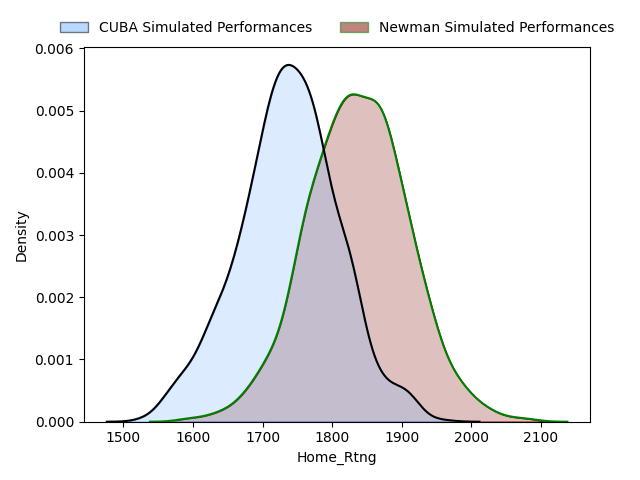 CUBA Simulated Performances Newman Simulated Performances
0.006
0.005
0.004
0.003
0.002
0.001
0.000
Density
1500 1600 1700 1800 1900 2000 2100
Home_Rtng